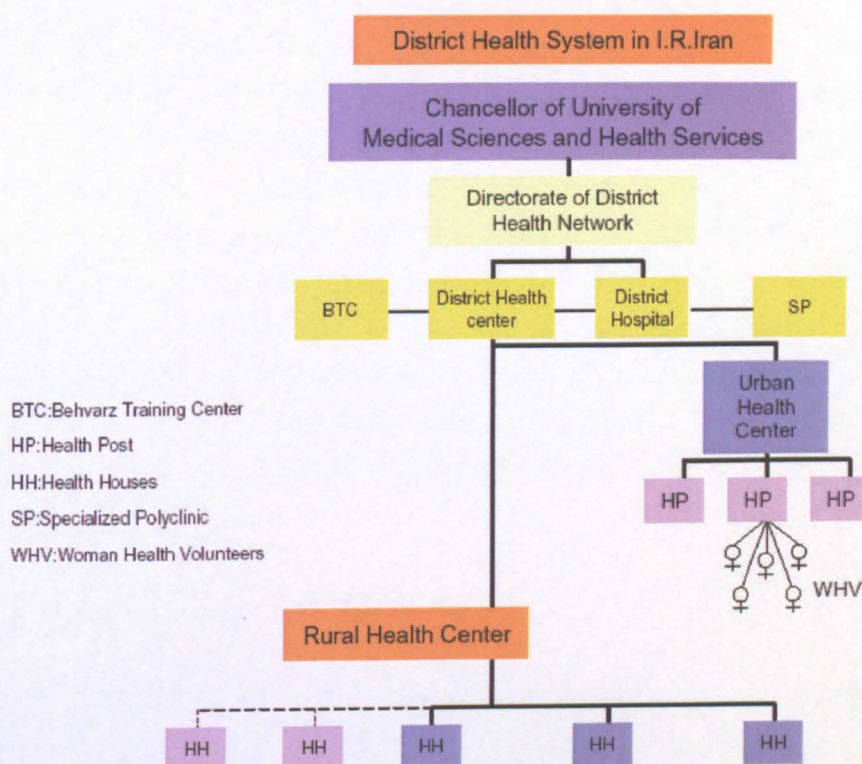 District Health System in I.R.Iran
Chancellor of University of
Medical Sciences and Health Services
Directorate of District
Health Network
BTC
District Health
center
District
Hospital
SP
Urban
Health
Center
BTC:Behvarz Training Center
HP:Health Post
HH:Health Houses
SP:Specialized Polyclinic
WHV:Woman Health Volunteers
HP
HP
HP
WHV
Rural Health Center
HH
HH
HH
HH
HH